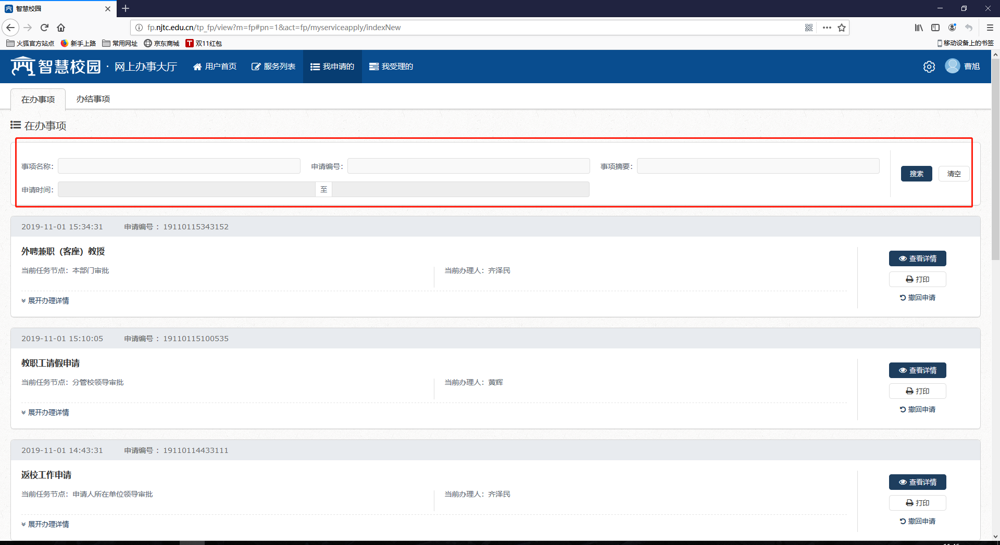 智慧校园
fp.njtc.edu.cn/tp_fp/view?m=fp#pn=1&act=fp/myserviceapply/indexNew
火狐官方站点 新手上路 常用网址 京东商城 T 双11红包 移动设备上的书签
智慧校园 · 网上办事大厅 用户首页 服务列表 我申请的 我受理的 曹旭
在办事项 办结事项
在办事项
事项名称: 申请编号: 事项摘要:
搜索 清空
申请时间: 至
2019-11-01 15:34:31 申请编号 : 19110115343152
外聘兼职（客座）教授
查看详情
当前任务节点: 本部门审批 当前办理人: 齐泽民
打印
撤回申请
展开办理详情
2019-11-01 15:10:05 申请编号 : 19110115100535
教职工请假申请
查看详情
当前任务节点: 分管校领导审批 当前办理人: 黄辉
打印
撤回申请
展开办理详情
2019-11-01 14:43:31 申请编号 : 19110114433111
返校工作申请
查看详情
当前任务节点: 申请人所在单位领导审批 当前办理人: 齐泽民
打印
撤回申请
展开办理详情